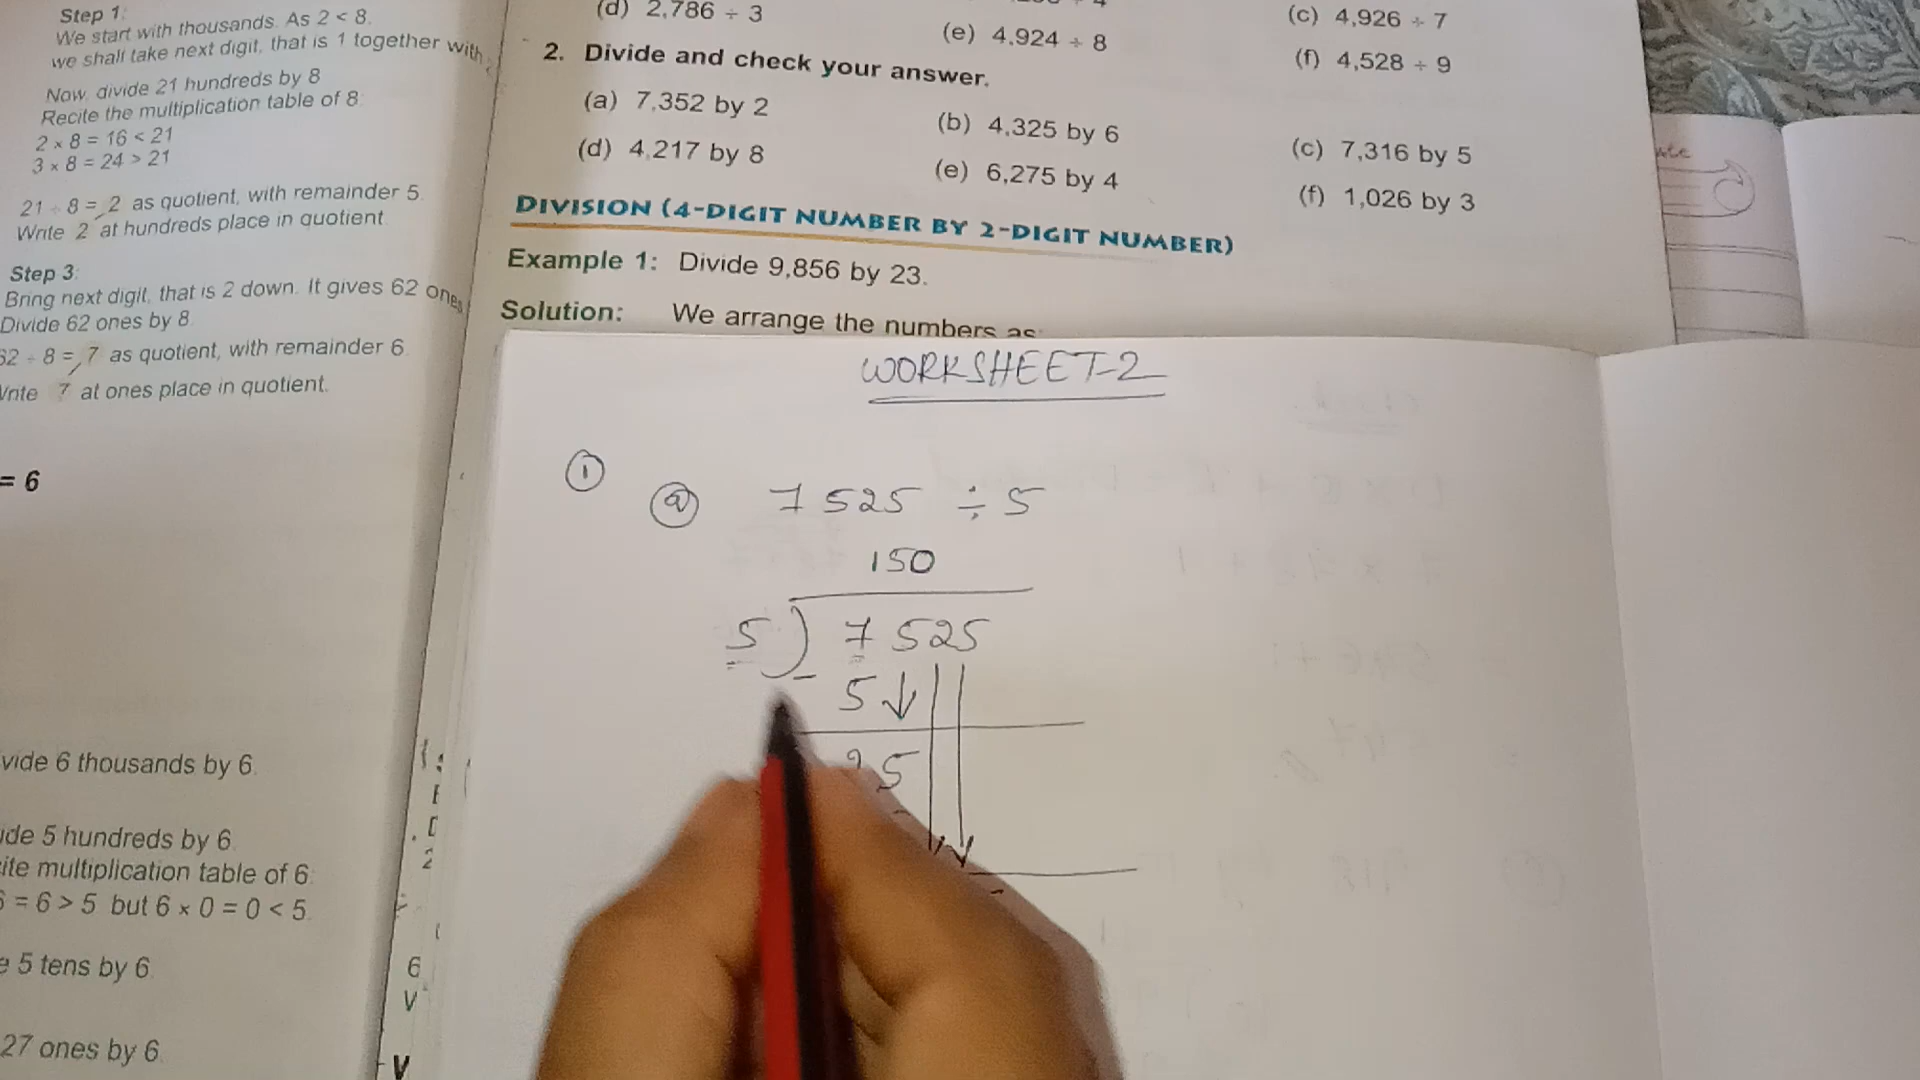 Step 1:
We start with thousands. As 2 < 8.
we shall take next digit, that is 1 together with
Now, divide 21 hundreds by 8
Recite the multiplication table of 8
2 × 8 = 16 < 21
3 × 8 = 24 > 21
21 ÷ 8 = 2 as quotient, with remainder 5.
Write 2 at hundreds place in quotient.
Step 3:
Bring next digit, that is 2 down. It gives 62 ones
Divide 62 ones by 8
62 ÷ 8 = 7 as quotient, with remainder 6
Write 7 at ones place in quotient.
= 6
vide 6 thousands by 6.
ide 5 hundreds by 6.
ite multiplication table of 6:
= 6 > 5 but 6 × 0 = 0 < 5.
e 5 tens by 6
27 ones by 6
(d) 2,786 ÷ 3
(e) 4,924 ÷ 8
(c) 4,926 ÷ 7
(f) 4,528 ÷ 9
2. Divide and check your answer.
(a) 7,352 by 2
(b) 4,325 by 6
(c) 7,316 by 5
(d) 4,217 by 8
(e) 6,275 by 4
(f) 1,026 by 3
DIVISION (4-DIGIT NUMBER BY 2-DIGIT NUMBER)
Example 1: Divide 9,856 by 23.
Solution: We arrange the numbers as:
WORKSHEET-2
1
a 7525 ÷ 5
150
5 ) 7525
- 5
25